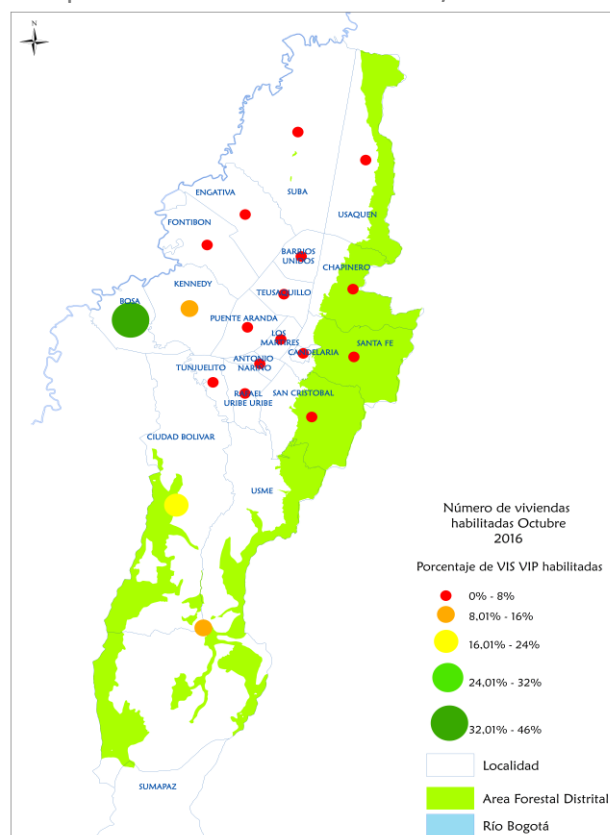 N
SUBA
ENGATIVA
USAQUEN
FONTIBON
BARRIOS
UNIDOS
CHAPINERO
KENNEDY
TEUSAQUILLO
BOSA
PUENTE ARANDA
LOS
MARTIRES
CANDELARIA
SANTA FE
ANTONIO
NARIÑO
TUNJUELITO
RAFAEL
URIBE URIBE
SAN CRISTOBAL
CIUDAD BOLIVAR
USME
SUMAPAZ
Número de viviendas
habilitadas Octubre
2016
Porcentaje de VIS VIP habilitadas
0% - 8%
8,01% - 16%
16,01% - 24%
24,01% - 32%
32,01% - 46%
Localidad
Area Forestal Distrital
Río Bogotá